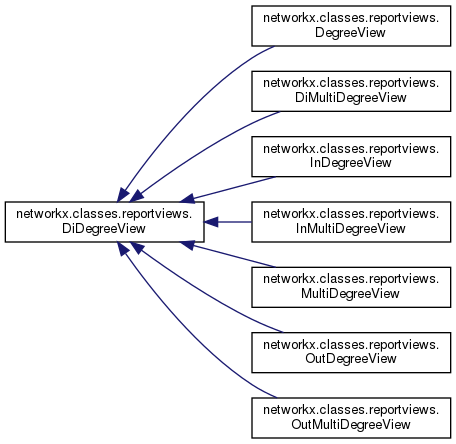 networkx.classes.reportviews.
DegreeView
networkx.classes.reportviews.
DiMultiDegreeView
networkx.classes.reportviews.
InDegreeView
networkx.classes.reportviews.
DiDegreeView
networkx.classes.reportviews.
InMultiDegreeView
networkx.classes.reportviews.
MultiDegreeView
networkx.classes.reportviews.
OutDegreeView
networkx.classes.reportviews.
OutMultiDegreeView